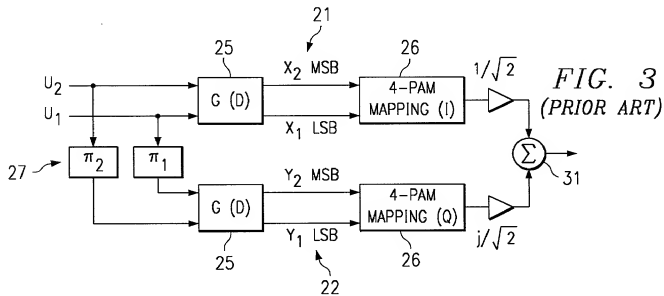 21
25
X₂ MSB
26
1/√2
U₂
G (D)
4-PAM
MAPPING (I)
FIG. 3
(PRIOR ART)
U₁
X₁ LSB
Σ
31
27
π₂
π₁
Y₂ MSB
G (D)
4-PAM
MAPPING (Q)
Y₁ LSB
j/√2
25
22
26